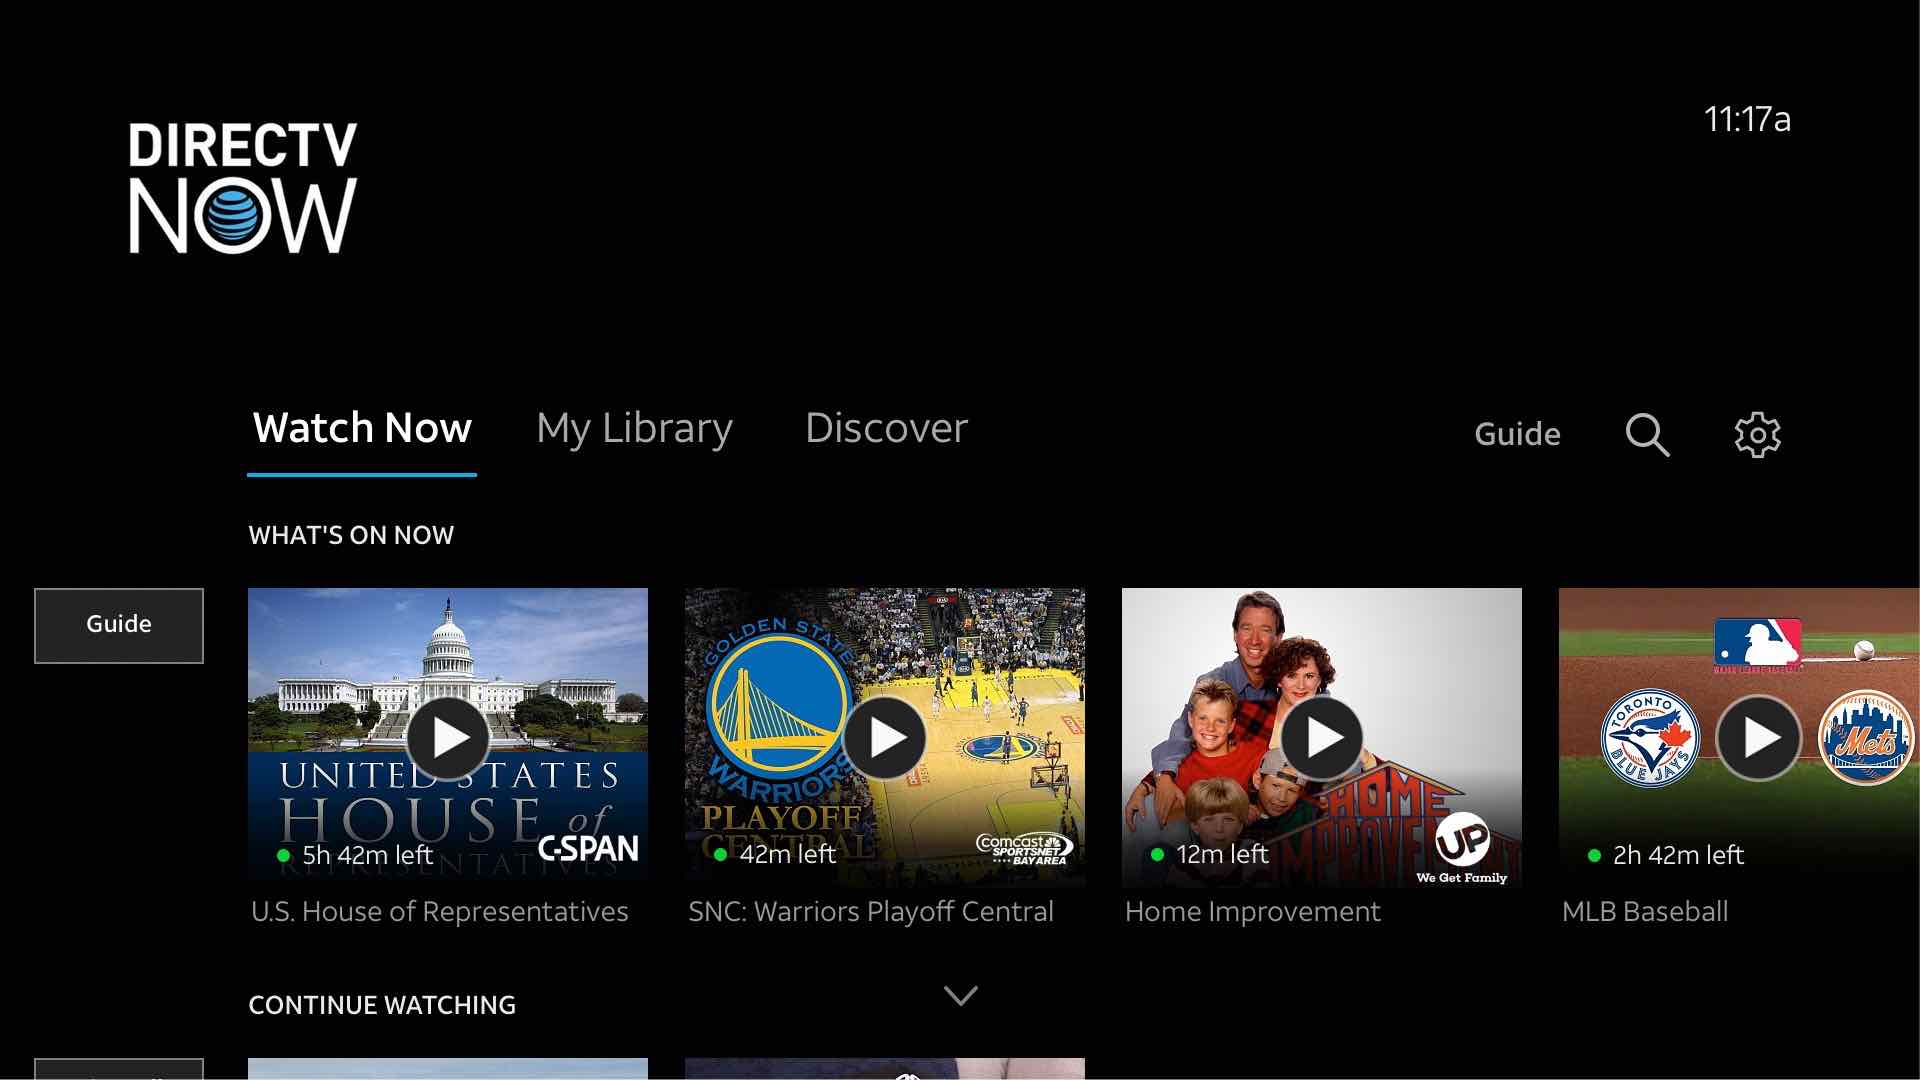 11:17a
DIRECTV
NOW
Watch Now
My Library
Discover
Guide
WHAT'S ON NOW
Guide
UNITED STATES
HOUSE of
5h 42m left
C-SPAN
U.S. House of Representatives
GOLDEN STATE
WARRIORS
PLAYOFF
CENTRAL
42m left
comcast
SPORTSNET
BAY AREA
SNC: Warriors Playoff Central
HOME
IMPROVEMENT
12m left
UP
We Get Family
Home Improvement
TORONTO
BLUE JAYS
Mets
2h 42m left
MLB Baseball
CONTINUE WATCHING